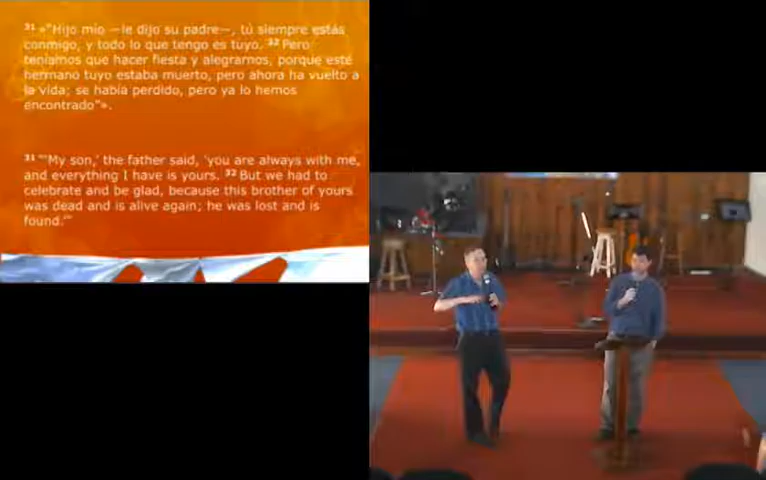 31 »"Hijo mío —le dijo su padre—, tú siempre estás
conmigo, y todo lo que tengo es tuyo. 32 Pero
teníamos que hacer fiesta y alegrarnos, porque este
hermano tuyo estaba muerto, pero ahora ha vuelto a
la vida; se había perdido, pero ya lo hemos
encontrado"».
31 "'My son,' the father said, 'you are always with me,
and everything I have is yours. 32 But we had to
celebrate and be glad, because this brother of yours
was dead and is alive again; he was lost and is
found.'"